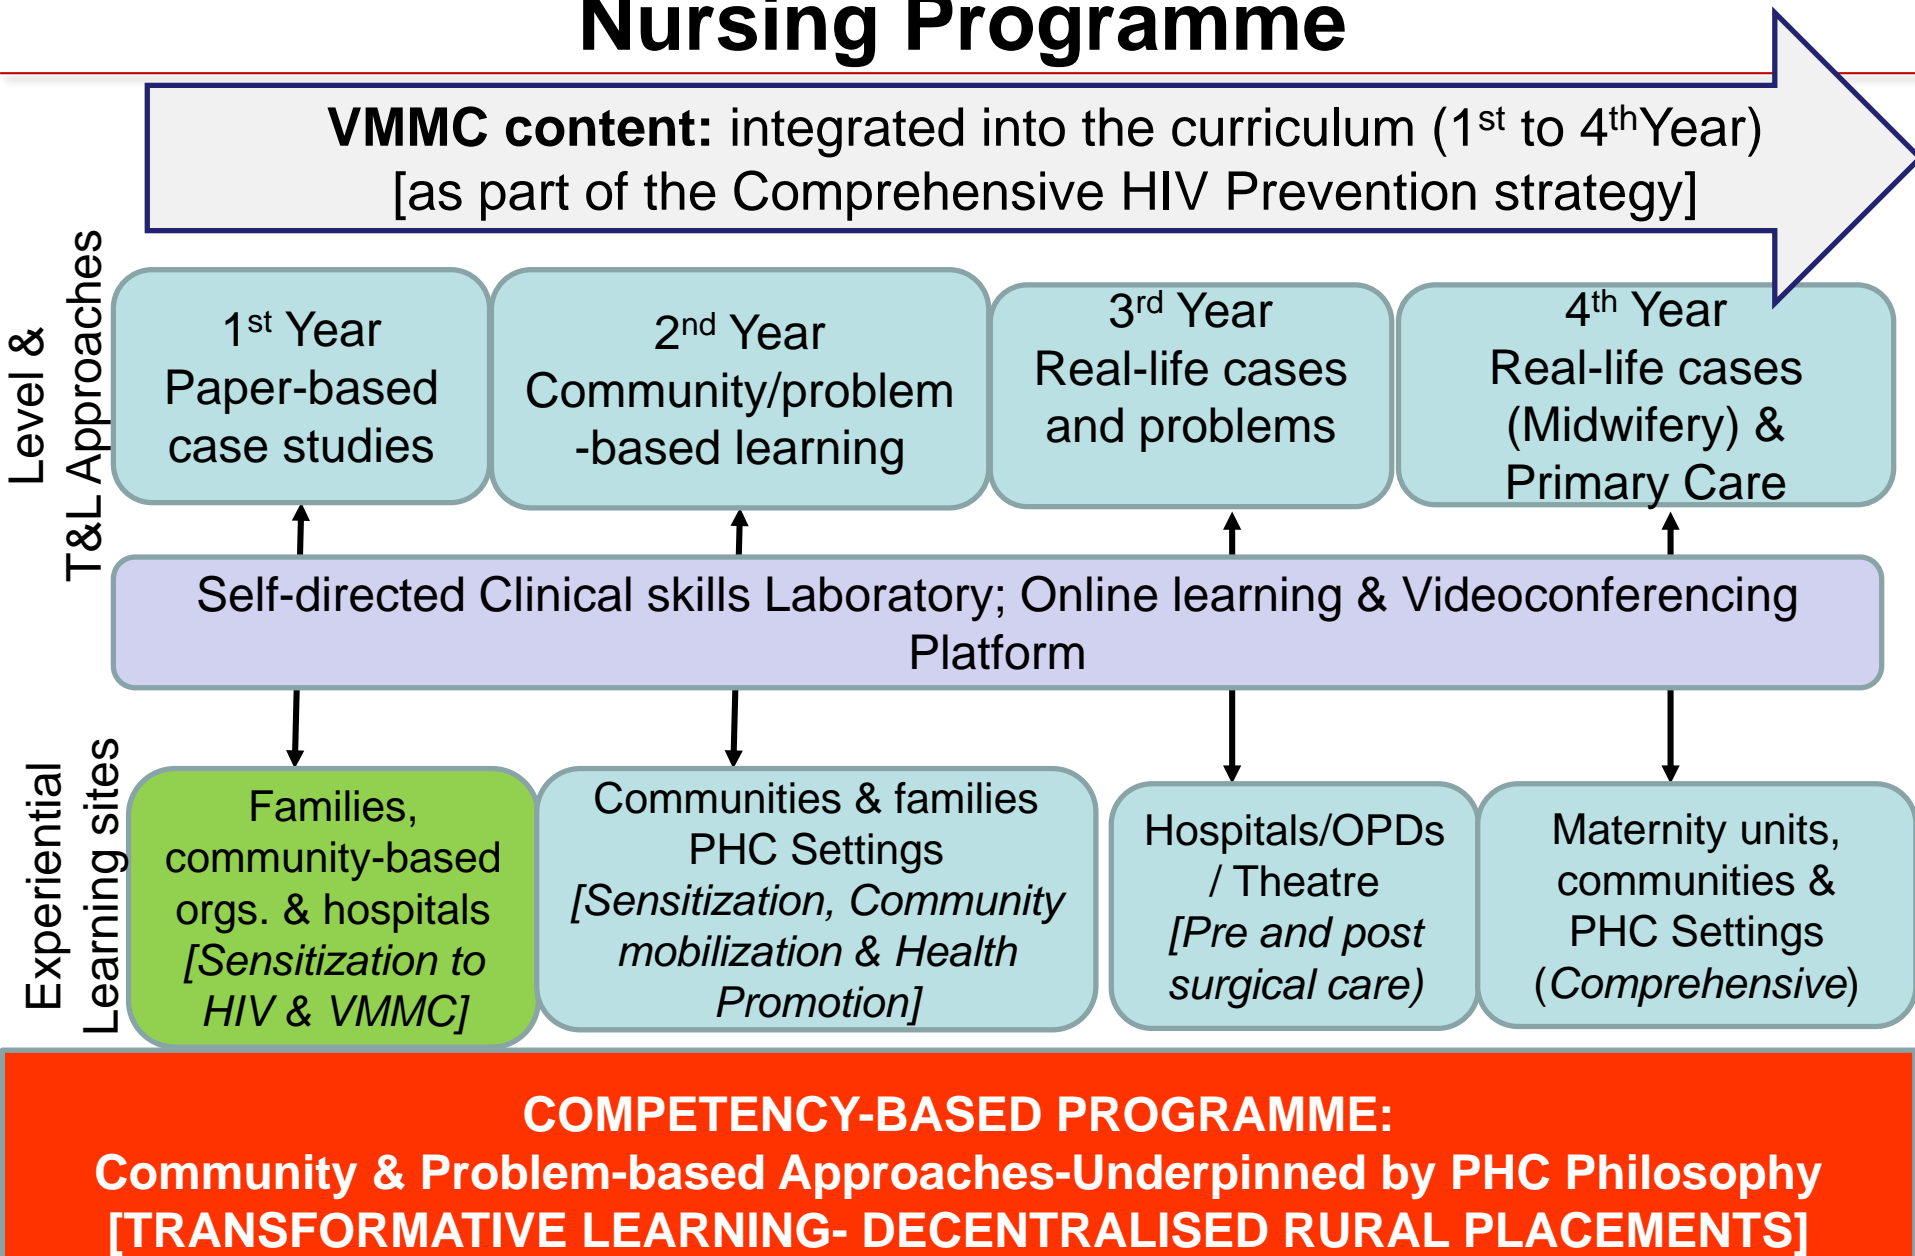 Nursing Programme
VMMC content: integrated into the curriculum (1st to 4thYear)
[as part of the Comprehensive HIV Prevention strategy]
Level &
T&L Approaches
1st Year
Paper-based
case studies
2nd Year
Community/problem
-based learning
3rd Year
Real-life cases
and problems
4th Year
Real-life cases
(Midwifery) &
Primary Care
Self-directed Clinical skills Laboratory; Online learning & Videoconferencing
Platform
Experiential
Learning sites
Families,
community-based
orgs. & hospitals
[Sensitization to
HIV & VMMC]
Communities & families
PHC Settings
[Sensitization, Community
mobilization & Health
Promotion]
Hospitals/OPDs
/ Theatre
[Pre and post
surgical care)
Maternity units,
communities &
PHC Settings
(Comprehensive)
COMPETENCY-BASED PROGRAMME:
Community & Problem-based Approaches-Underpinned by PHC Philosophy
[TRANSFORMATIVE LEARNING- DECENTRALISED RURAL PLACEMENTS]